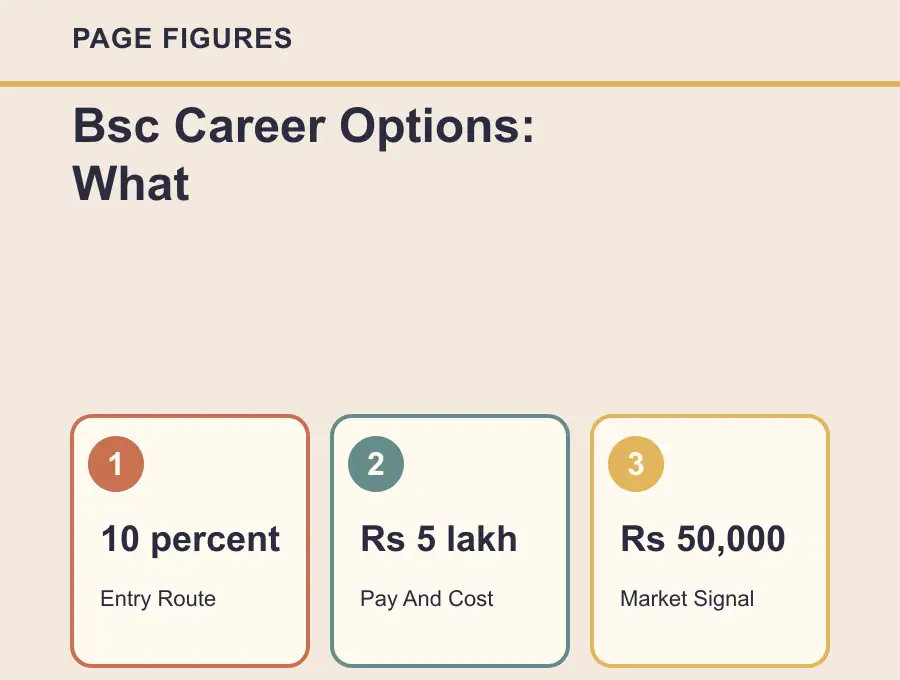 PAGE FIGURES
Bsc Career Options:
What
1
10 percent
Entry Route
2
Rs 5 lakh
Pay And Cost
3
Rs 50,000
Market Signal